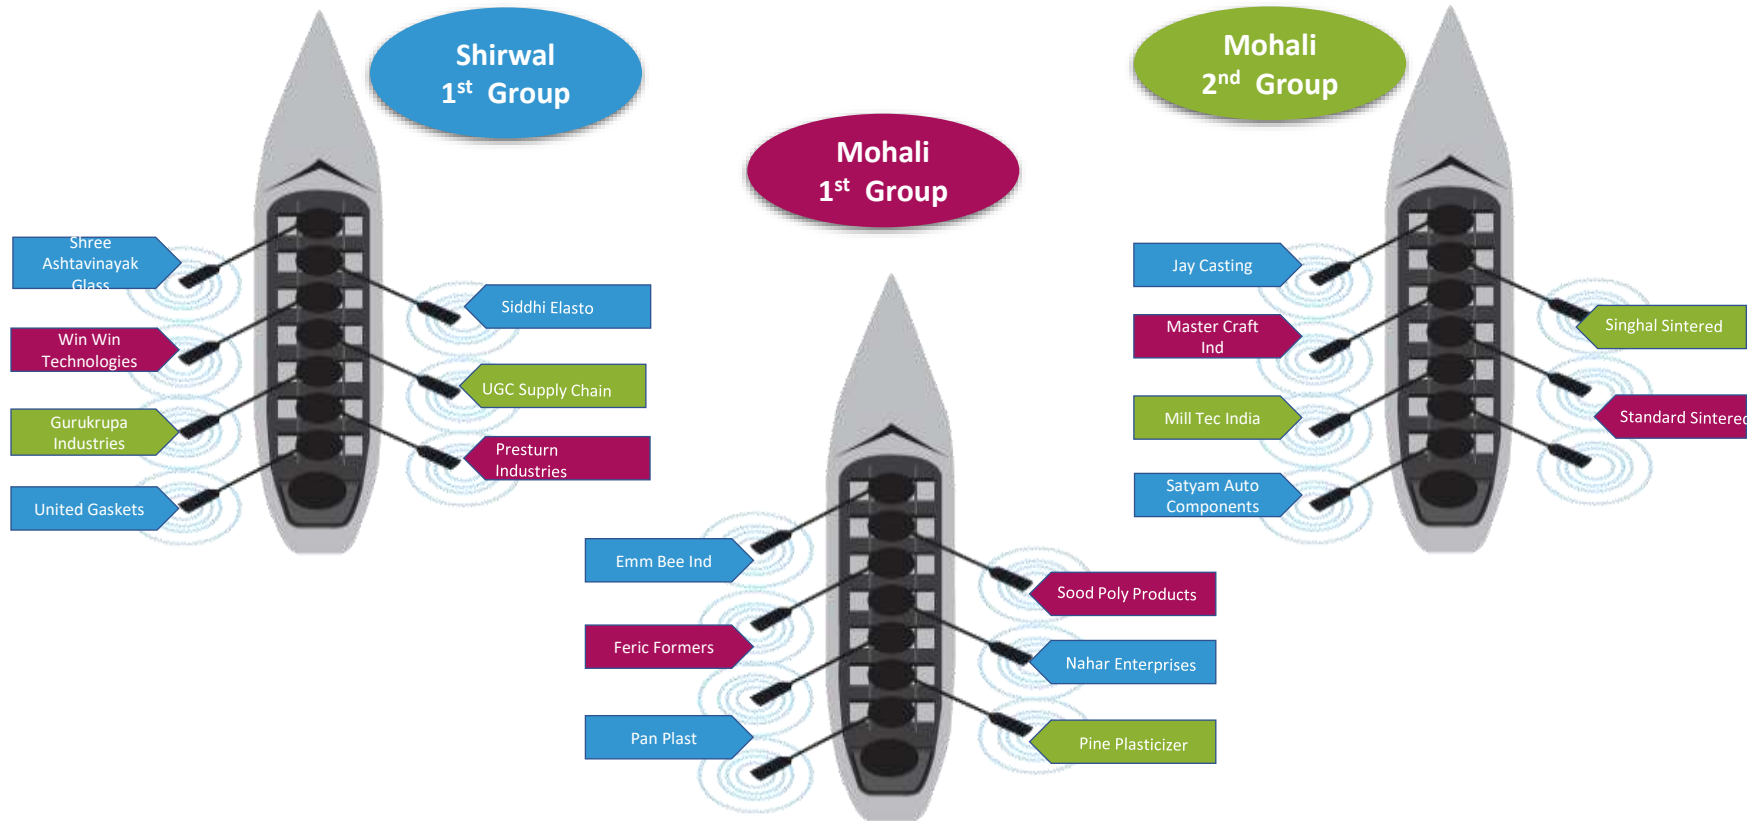 Shirwal
1st Group
Shree
Ashtavinayak
Glass
Siddhi Elasto
Win Win
Technologies
UGC Supply Chain
Gurukrupa
Industries
Presturn
Industries
United Gaskets
Mohali
1st Group
Emm Bee Ind
Sood Poly Products
Feric Formers
Nahar Enterprises
Pan Plast
Pine Plasticizer
Mohali
2nd Group
Jay Casting
Singhal Sintered
Master Craft
Ind
Mill Tec India
Standard Sintered
Satyam Auto
Components